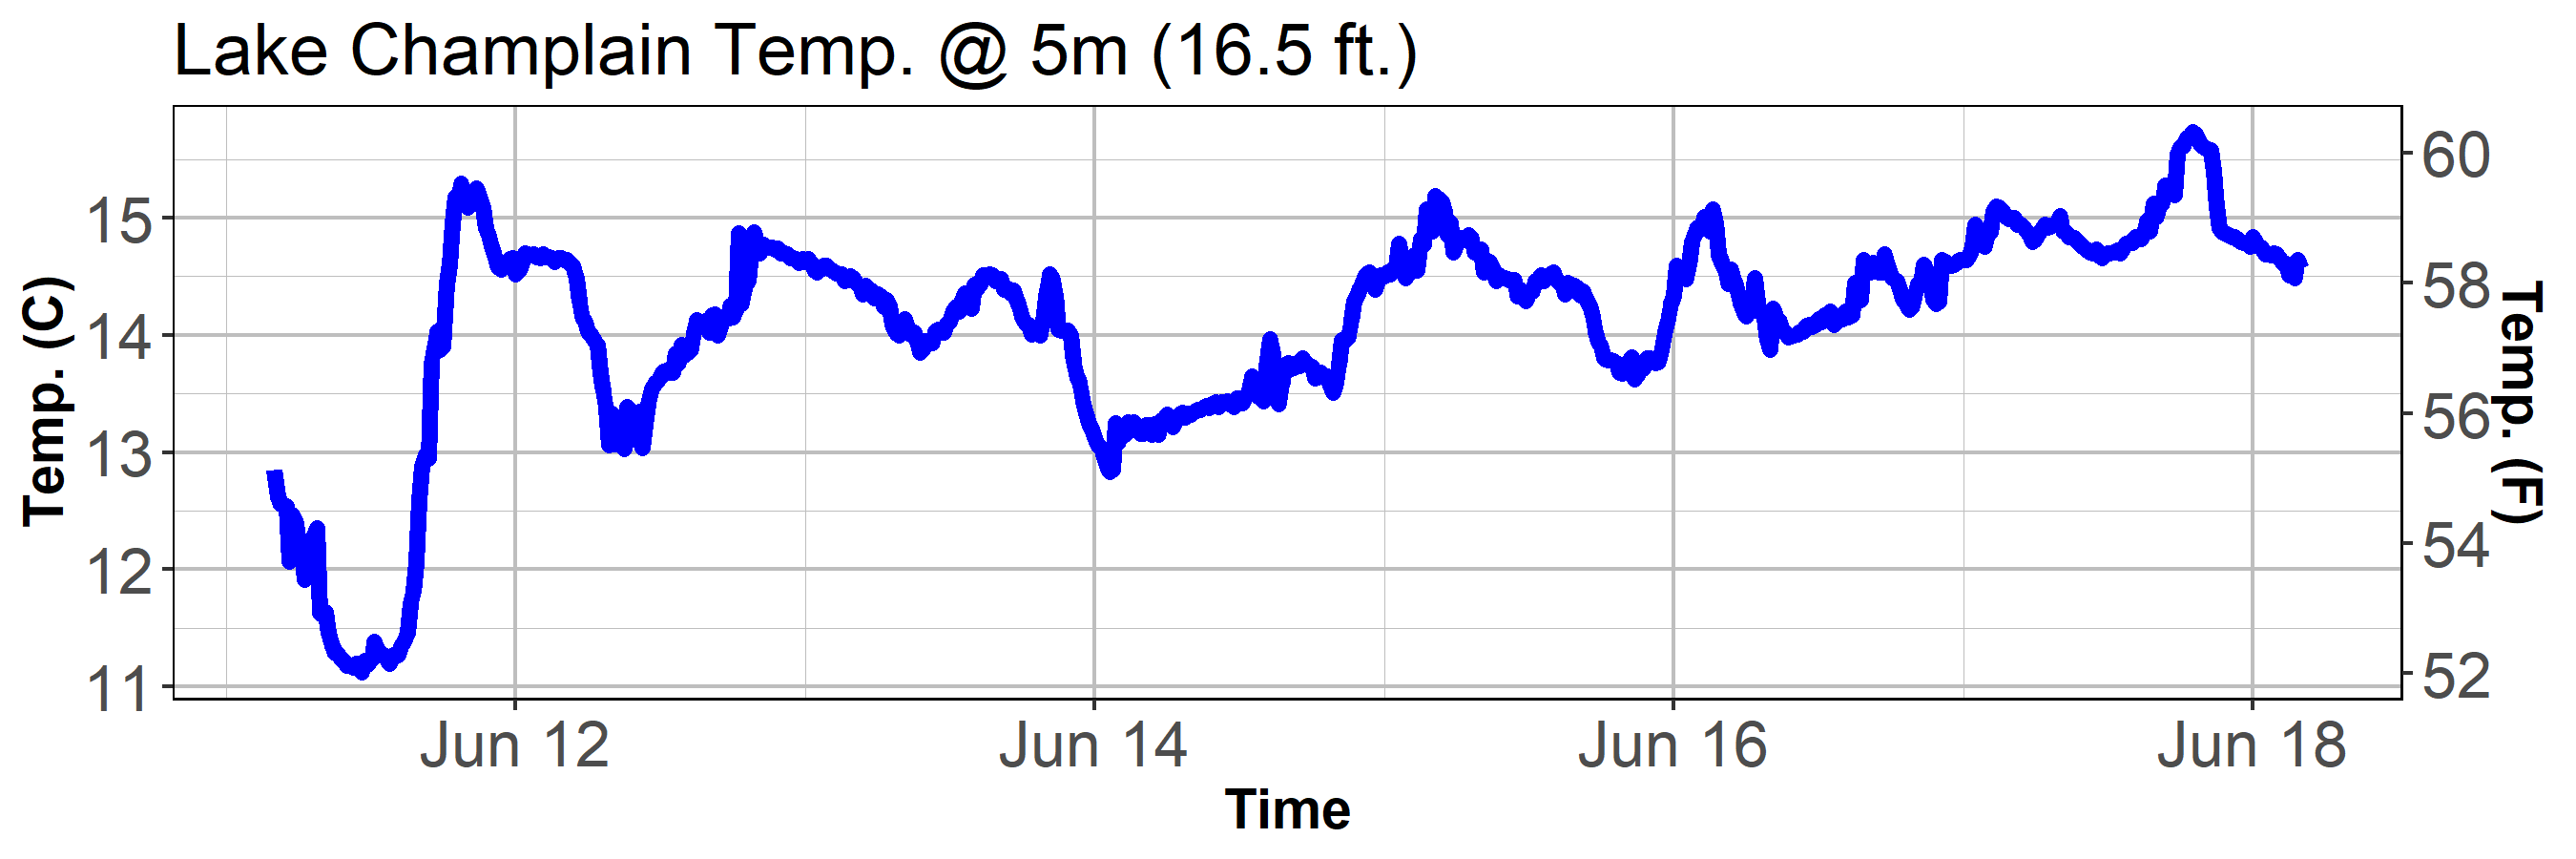 Lake Champlain Temp. @ 5m (16.5 ft.)
Temp. (C)
15
14
13
12
11
60
58
56
54
52
Temp. (F)
Jun 12 Jun 14 Jun 16 Jun 18
Time